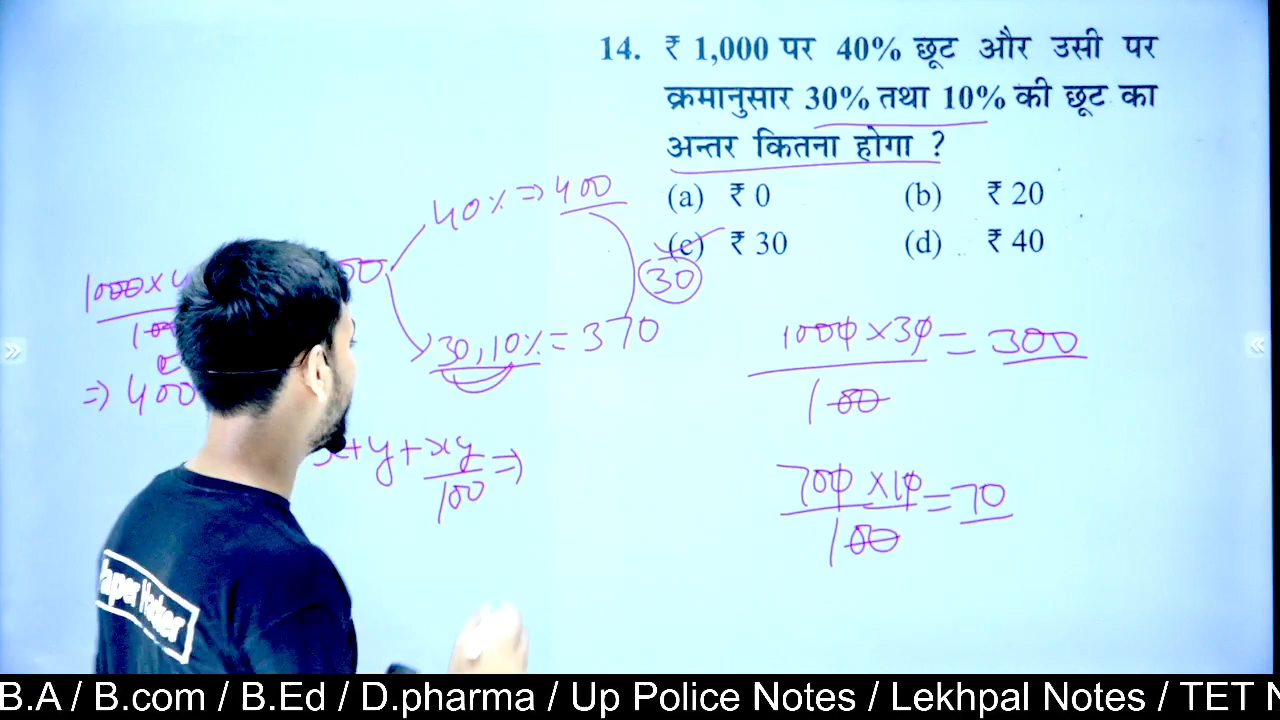 14. ₹ 1,000 पर 40% छूट और उसी पर
क्रमानुसार 30% तथा 10% की छूट का
अन्तर कितना होगा ?
(a) ₹ 0 (b) ₹ 20
(c) ₹ 30 (d) ₹ 40
40% ⇒ 400
30
30, 10% = 370
1000 x
⇒ 400
x + y + xy/100 ⇒
1000 x 30 = 300
100
700 x 10 = 70
100
B.A / B.com / B.Ed / D.pharma / Up Police Notes / Lekhpal Notes / TET